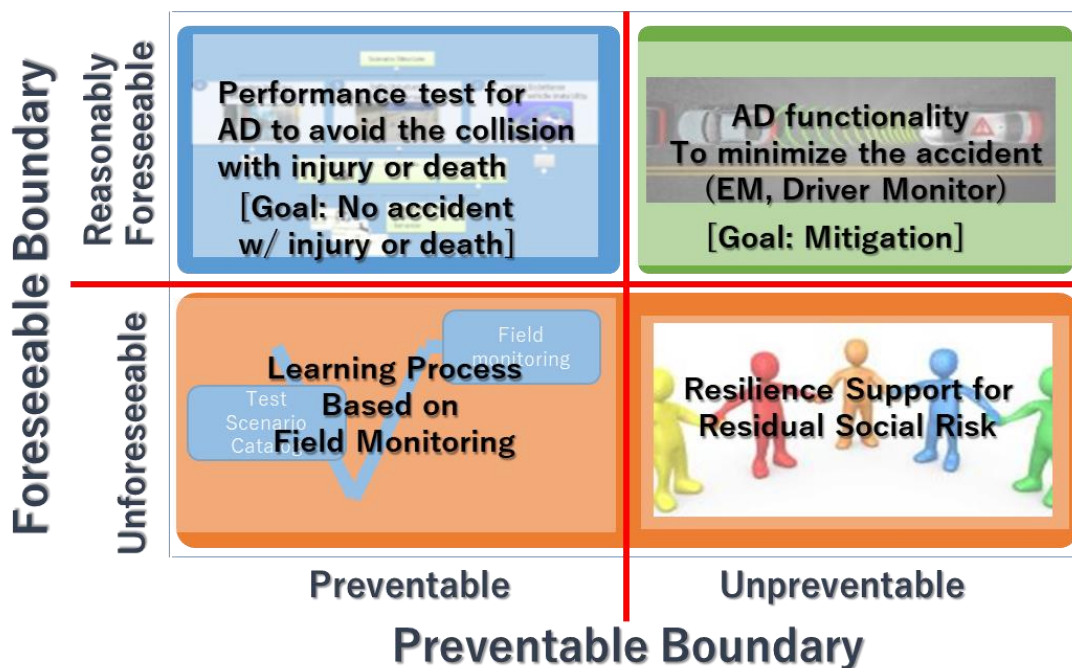 Foreseeable Boundary
Reasonably
Foreseeable
Unforeseeable
Performance test for
AD to avoid the collision
with injury or death
[Goal: No accident
w/ injury or death]
AD functionality
To minimize the accident
(EM, Driver Monitor)
[Goal: Mitigation]
Field
monitoring
Test
Scenario
Catalog
Learning Process
Based on
Field Monitoring
Resilience Support for
Residual Social Risk
Preventable
Unpreventable
Preventable Boundary